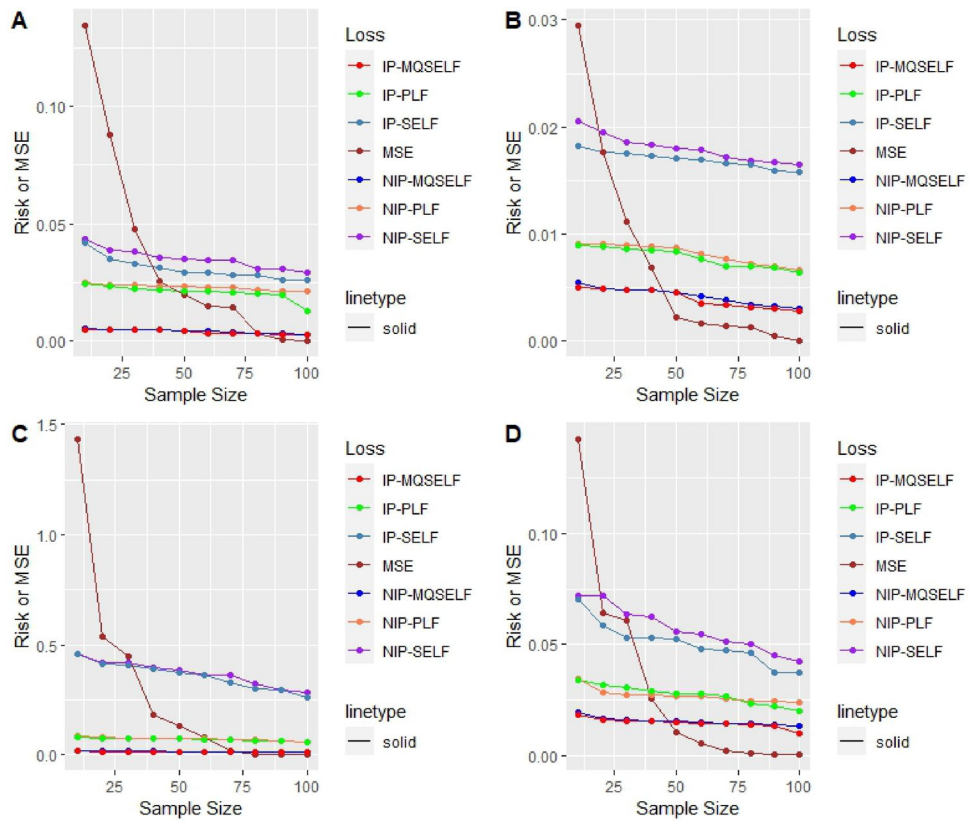 A
Risk or MSE
0.10
0.05
0.00
25
50
75
100
Sample Size
Loss
IP-MQSELF
IP-PLF
IP-SELF
MSE
NIP-MQSELF
NIP-PLF
NIP-SELF
linetype
solid
B
Risk or MSE
0.03
0.02
0.01
0.00
25
50
75
100
Sample Size
Loss
IP-MQSELF
IP-PLF
IP-SELF
MSE
NIP-MQSELF
NIP-PLF
NIP-SELF
linetype
solid
C
Risk or MSE
1.5
1.0
0.5
0.0
25
50
75
100
Sample Size
Loss
IP-MQSELF
IP-PLF
IP-SELF
MSE
NIP-MQSELF
NIP-PLF
NIP-SELF
linetype
solid
D
Risk or MSE
0.10
0.05
0.00
25
50
75
100
Sample Size
Loss
IP-MQSELF
IP-PLF
IP-SELF
MSE
NIP-MQSELF
NIP-PLF
NIP-SELF
linetype
solid